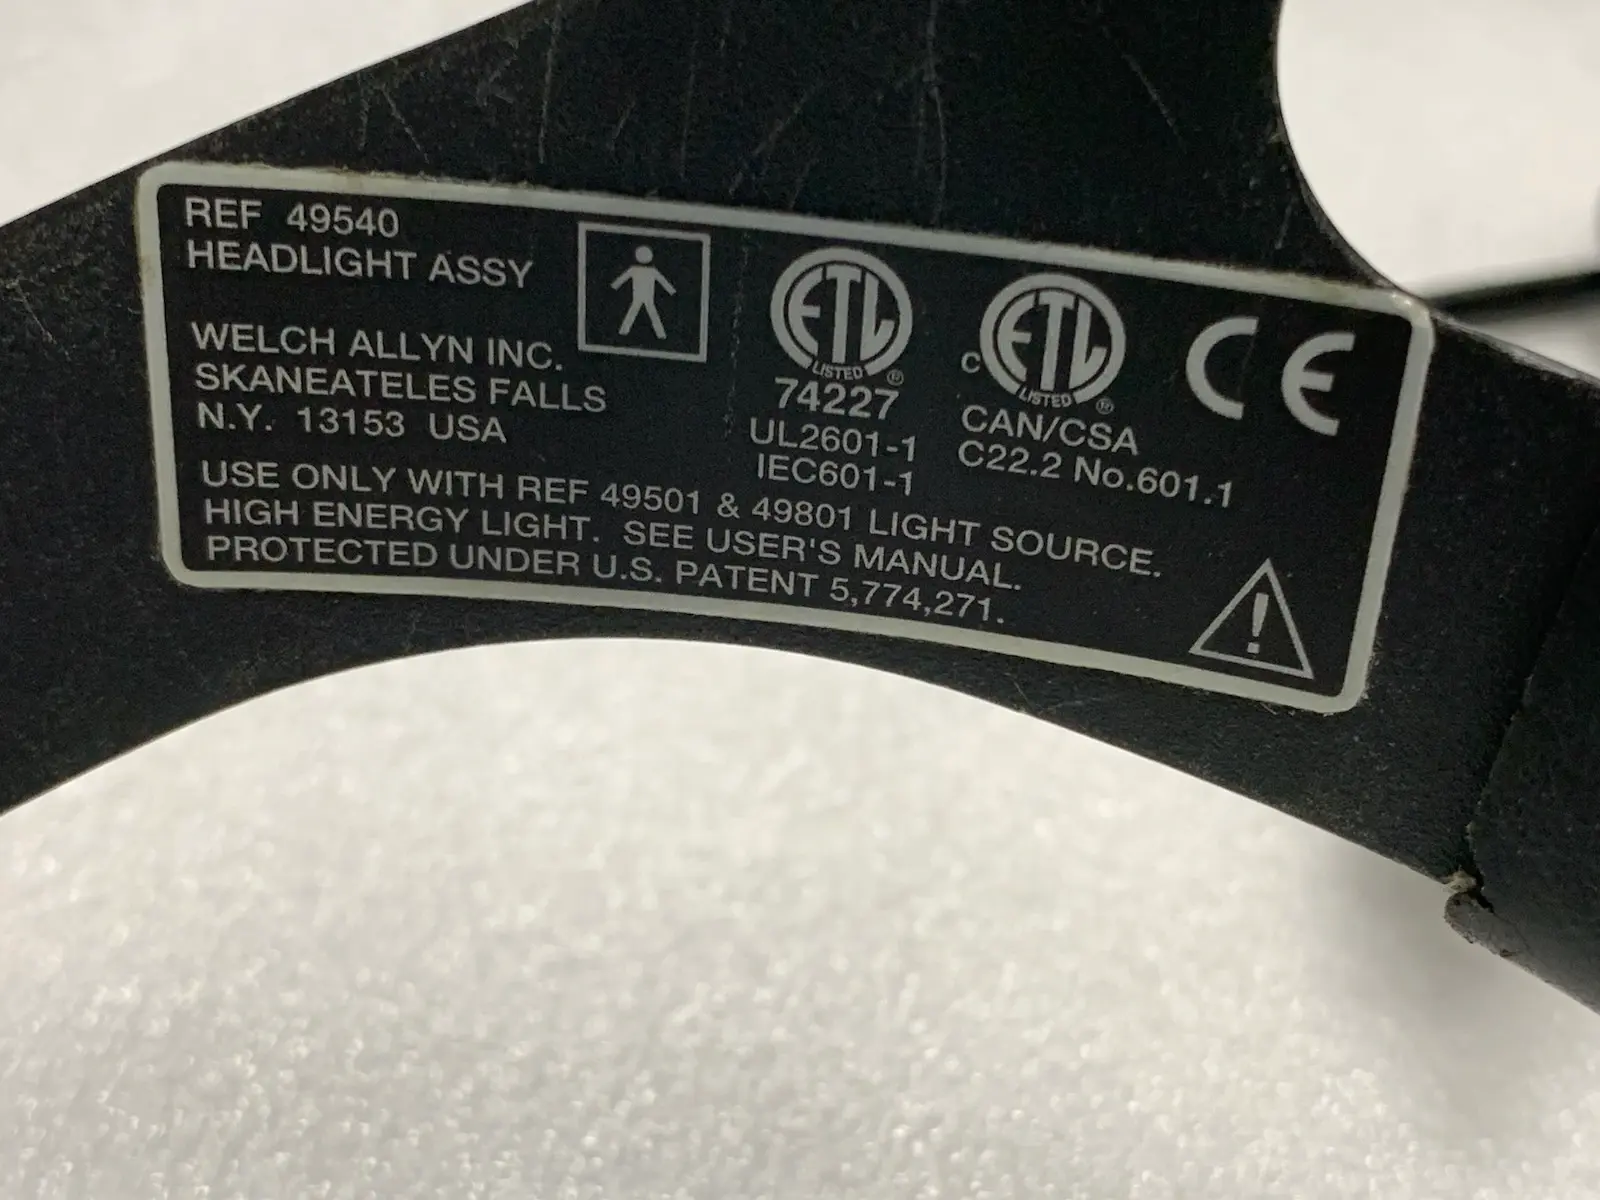 REF 49540
HEADLIGHT ASSY
WELCH ALLYN INC.
SKANEATELES FALLS
N.Y. 13153 USA
ETL
LISTED ®
74227
UL2601-1
IEC601-1
C ETL
LISTED ®
CAN/CSA
C22.2 No.601.1
CE
USE ONLY WITH REF 49501 & 49801 LIGHT SOURCE.
HIGH ENERGY LIGHT. SEE USER'S MANUAL.
PROTECTED UNDER U.S. PATENT 5,774,271.
!